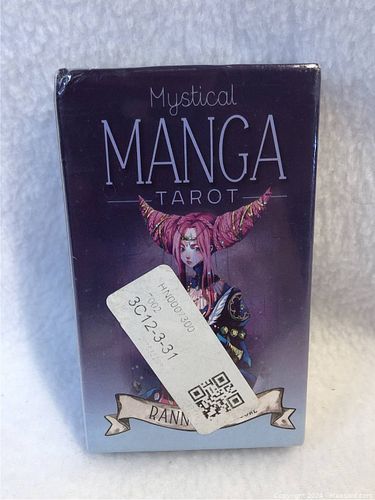 Mystical
MANGA
TAROT
HN0007300
3C12-3-31
RANN